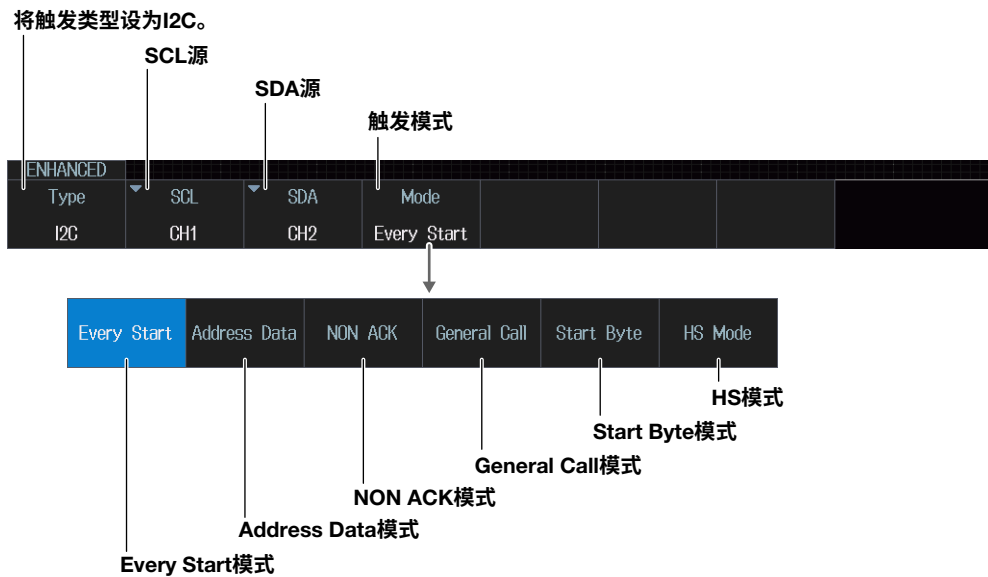 将触发类型设为I2C。
SCL源
SDA源
触发模式
ENHANCED
Type SCL SDA Mode
I2C CH1 CH2 Every Start
Every Start Address Data NON ACK General Call Start Byte HS Mode
HS模式
Start Byte模式
General Call模式
NON ACK模式
Address Data模式
Every Start模式